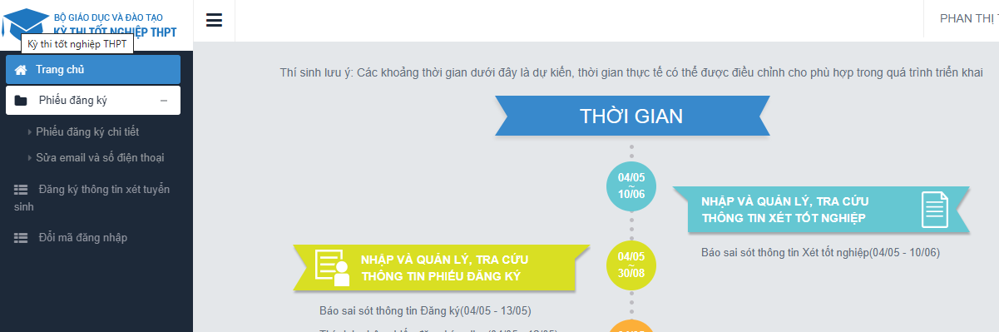 BỘ GIÁO DỤC VÀ ĐÀO TẠO
KỲ THI TỐT NGHIỆP THPT
Kỳ thi tốt nghiệp THPT
PHAN THỊ
Trang chủ
Phiếu đăng ký
Phiếu đăng ký chi tiết
Sửa email và số điện thoại
Đăng ký thông tin xét tuyển
sinh
Đổi mã đăng nhập
Thí sinh lưu ý: Các khoảng thời gian dưới đây là dự kiến, thời gian thực tế có thể được điều chỉnh cho phù hợp trong quá trình triển khai
THỜI GIAN
04/05
~
10/06
NHẬP VÀ QUẢN LÝ, TRA CỨU
THÔNG TIN XÉT TỐT NGHIỆP
Báo sai sót thông tin Xét tốt nghiệp(04/05 - 10/06)
04/05
~
30/08
NHẬP VÀ QUẢN LÝ, TRA CỨU
THÔNG TIN PHIẾU ĐĂNG KÝ
Báo sai sót thông tin Đăng ký(04/05 - 13/05)